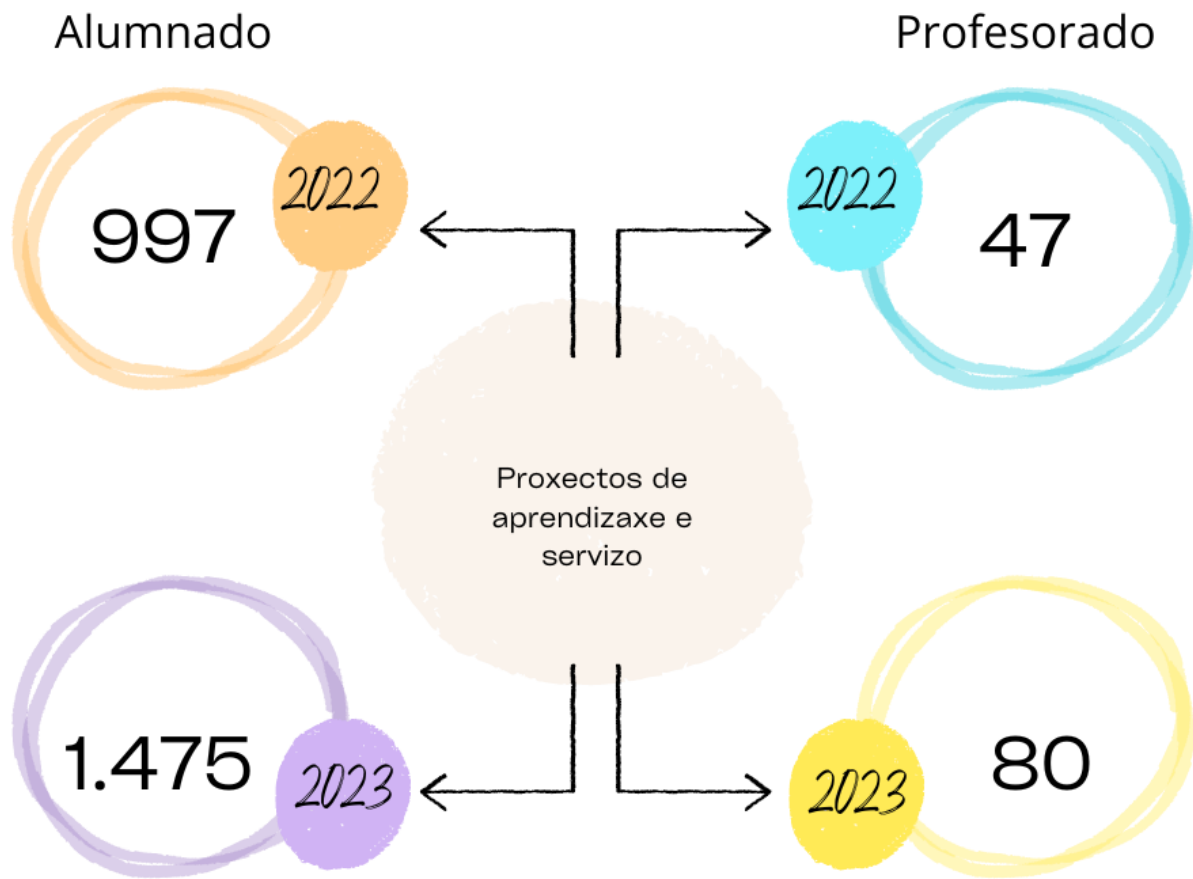 Alumnado
Profesorado
2022
997
2022
47
Proxectos de
aprendizaxe e
servizo
1.475
2023
2023
80